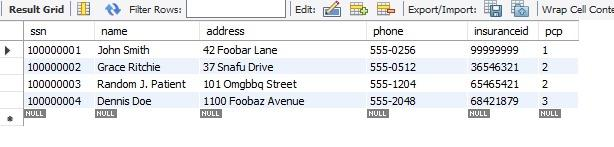 Result Grid Filter Rows: Edit: Export/Import: Wrap Cell Conte
ssn name address phone insuranceid pcp
100000001 John Smith 42 Foobar Lane 555-0256 99999999 1
100000002 Grace Ritchie 37 Snafu Drive 555-0512 36546321 2
100000003 Random J. Patient 101 Omgbbq Street 555-1204 65465421 2
100000004 Dennis Doe 1100 Foobaz Avenue 555-2048 68421879 3
NULL NULL NULL NULL NULL NULL